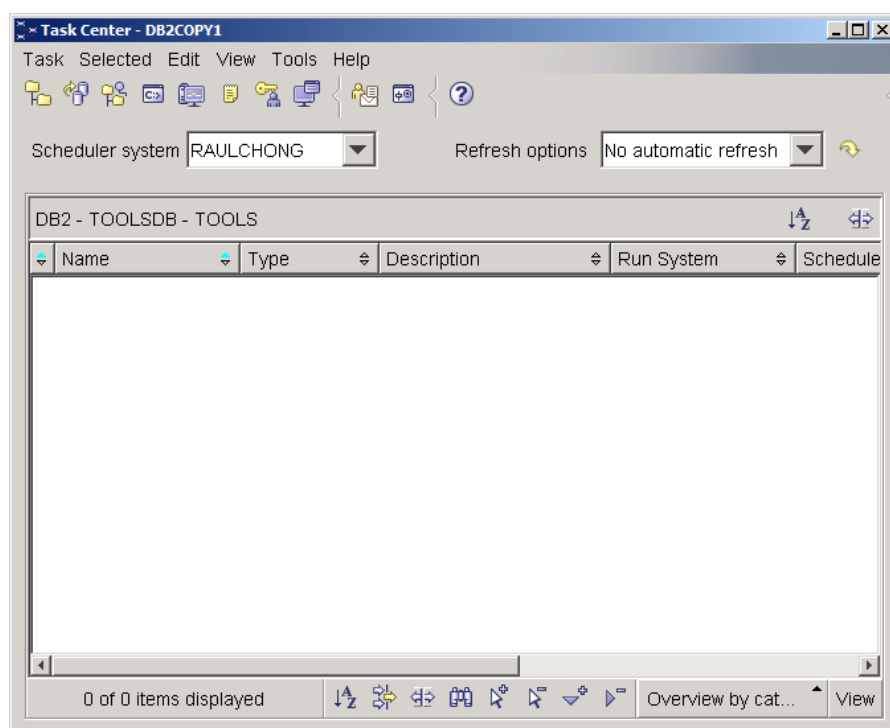 Task Center - DB2COPY1
Task Selected Edit View Tools Help
Scheduler system RAULCHONG Refresh options No automatic refresh
DB2 - TOOLSDB - TOOLS
Name Type Description Run System Schedule
0 of 0 items displayed Overview by cat... View